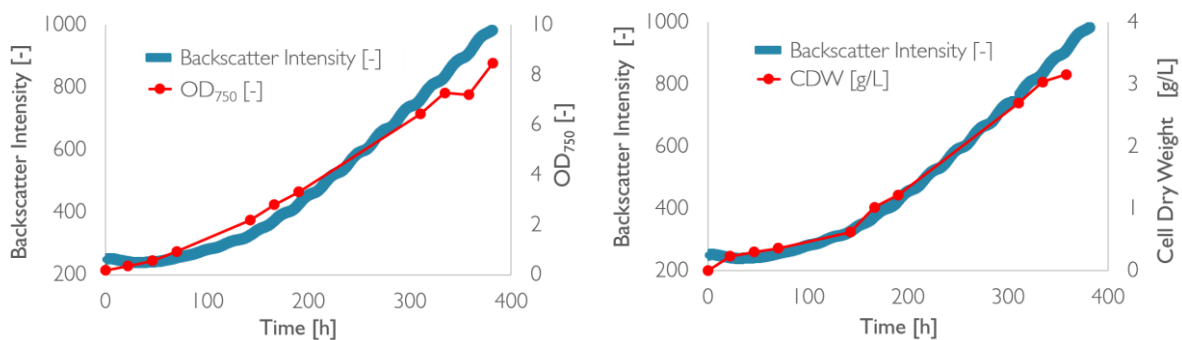 Backscatter Intensity [-]
1000
800
600
400
200
Backscatter Intensity [-]
OD750 [-]
10
8
6
4
2
0
OD750 [-]
0 100 200 300 400
Time [h]
Backscatter Intensity [-]
1000
800
600
400
200
Backscatter Intensity [-]
CDW [g/L]
4
3
2
1
0
Cell Dry Weight [g/L]
0 100 200 300 400
Time [h]